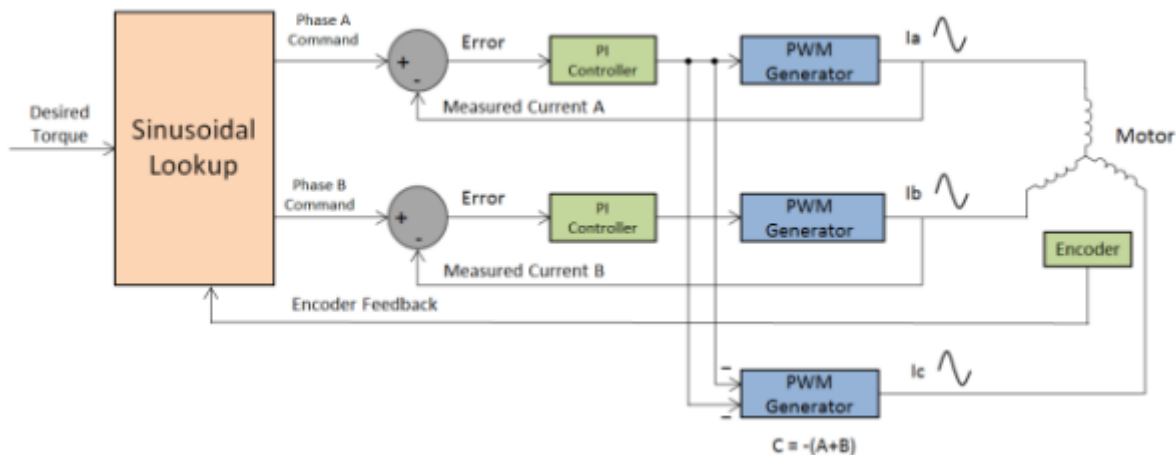 Phase A
Command
+
-
Error
PI
Controller
PWM
Generator
Ia
Measured Current A
Desired
Torque
Sinusoidal
Lookup
Motor
Phase B
Command
+
-
Error
PI
Controller
PWM
Generator
Ib
Measured Current B
Encoder
Encoder Feedback
-
-
PWM
Generator
Ic
C = -(A+B)